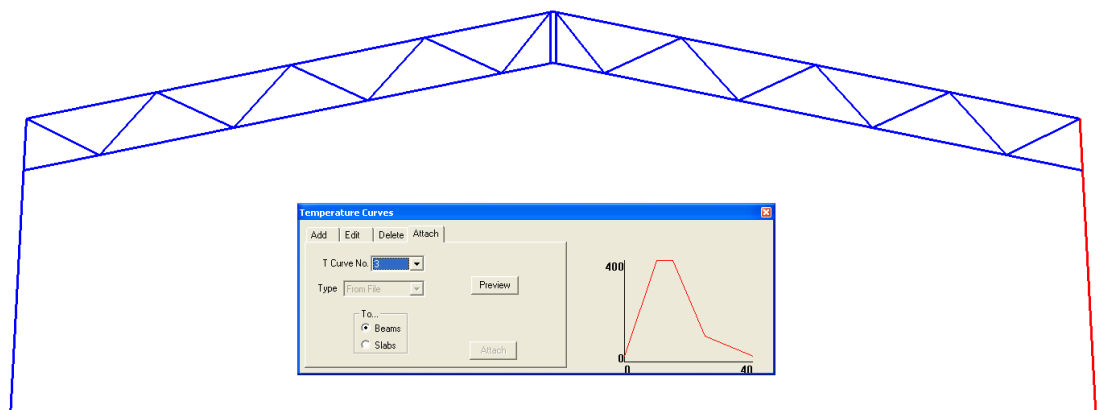 Temperature Curves
Add Edit Delete Attach
T Curve No. 3
Type From File
Preview
To...
Beams
Slabs
Attach
400
0
0 40